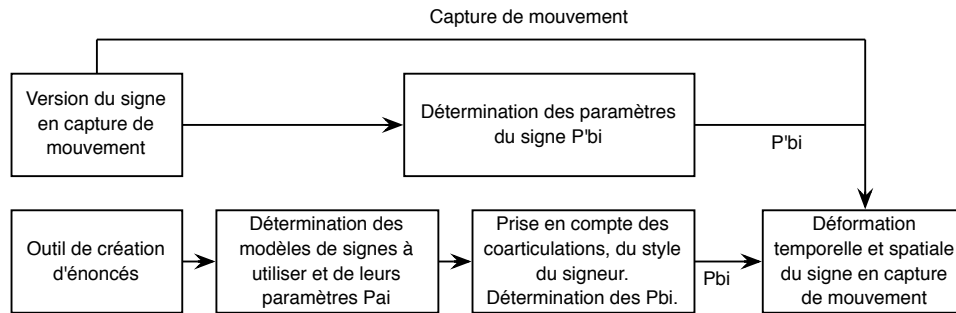 Capture de mouvement
Version du signe
en capture de
mouvement
Détermination des paramètres
du signe P'bi
P'bi
Outil de création
d'énoncés
Détermination des
modèles de signes à
utiliser et de leurs
paramètres Pai
Prise en compte des
coarticulations, du style
du signeur.
Détermination des Pbi.
Pbi
Déformation
temporelle et spatiale
du signe en capture
de mouvement